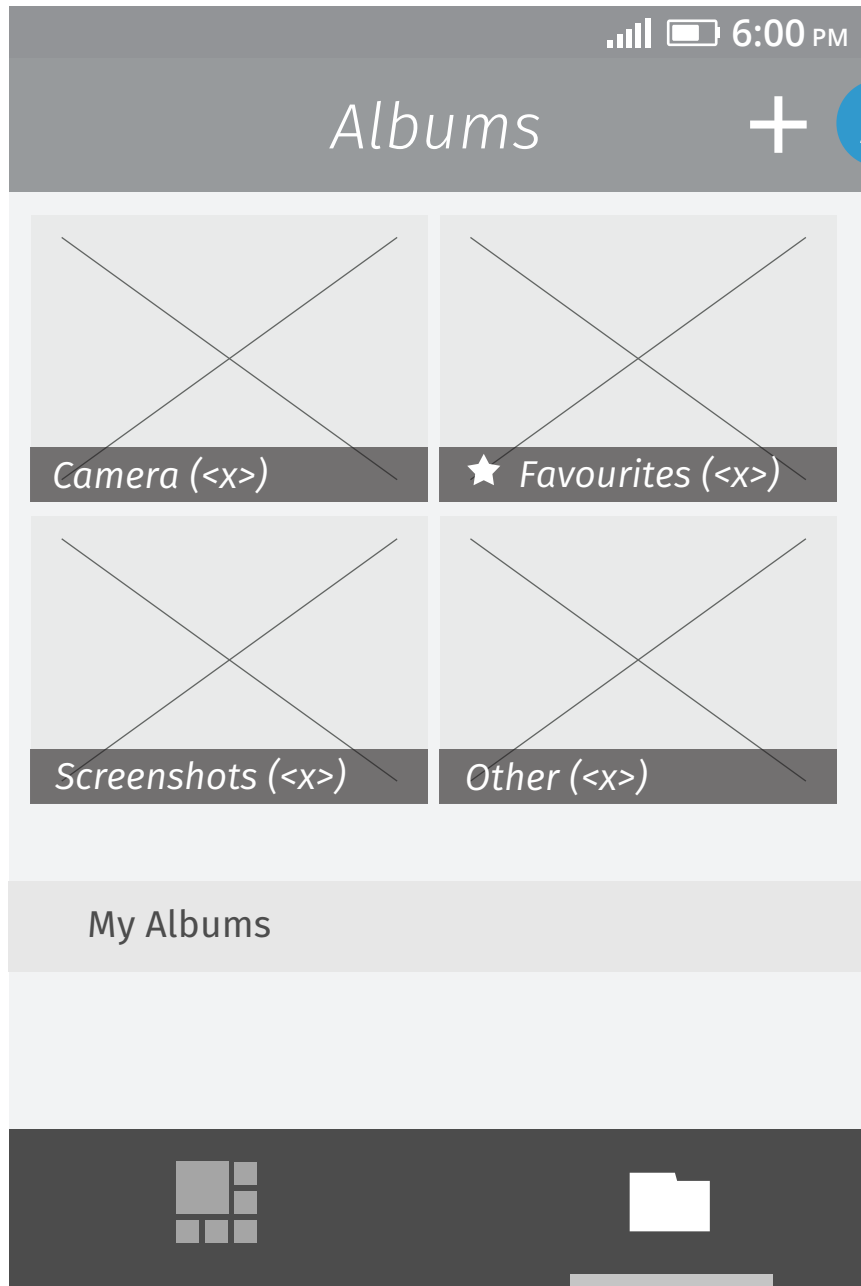 6:00 PM
Albums
Camera (<x>)
Favourites (<x>)
Screenshots (<x>)
Other (<x>)
My Albums